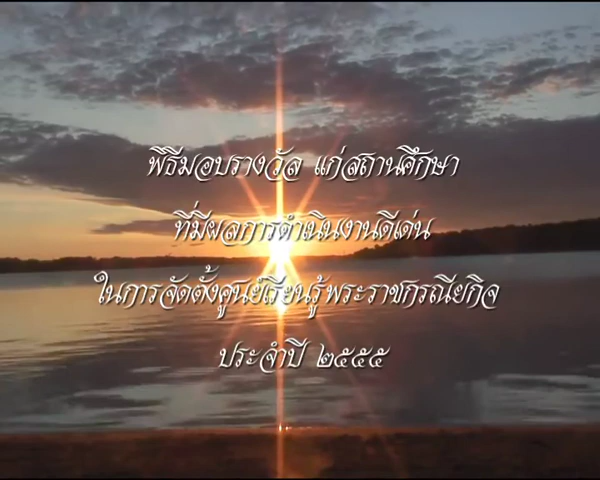 พิธีมอบรางวัล แก่สถานศึกษา
ที่มีผลการดำเนินงานดีเด่น
ในการจัดตั้งศูนย์เรียนรู้พระราชกรณียกิจ
ประจำปี ๒๕๕๕